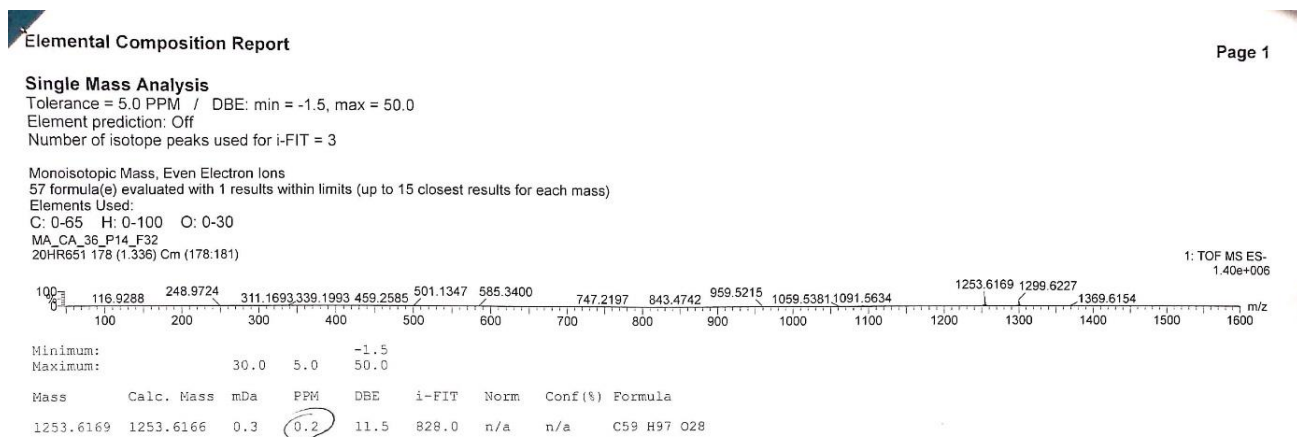 Elemental Composition Report
Page 1
Single Mass Analysis
Tolerance = 5.0 PPM / DBE: min = -1.5, max = 50.0
Element prediction: Off
Number of isotope peaks used for i-FIT = 3
Monoisotopic Mass, Even Electron Ions
57 formula(e) evaluated with 1 results within limits (up to 15 closest results for each mass)
Elements Used:
C: 0-65 H: 0-100 O: 0-30
MA_CA_36_P14_F32
20HR651 178 (1.336) Cm (178:181)
1: TOF MS ES-
1.40e+006
100
%
0
116.9288 248.9724 311.1693 339.1993 459.2585 501.1347 585.3400 747.2197 843.4742 959.5215 1059.5381 1091.5634 1253.6169 1299.6227 1369.6154
100 200 300 400 500 600 700 800 900 1000 1100 1200 1300 1400 1500 1600 m/z
Minimum: -1.5
Maximum: 30.0 5.0 50.0
Mass Calc. Mass mDa PPM DBE i-FIT Norm Conf(%) Formula
1253.6169 1253.6166 0.3 0.2 11.5 828.0 n/a n/a C59 H97 O28